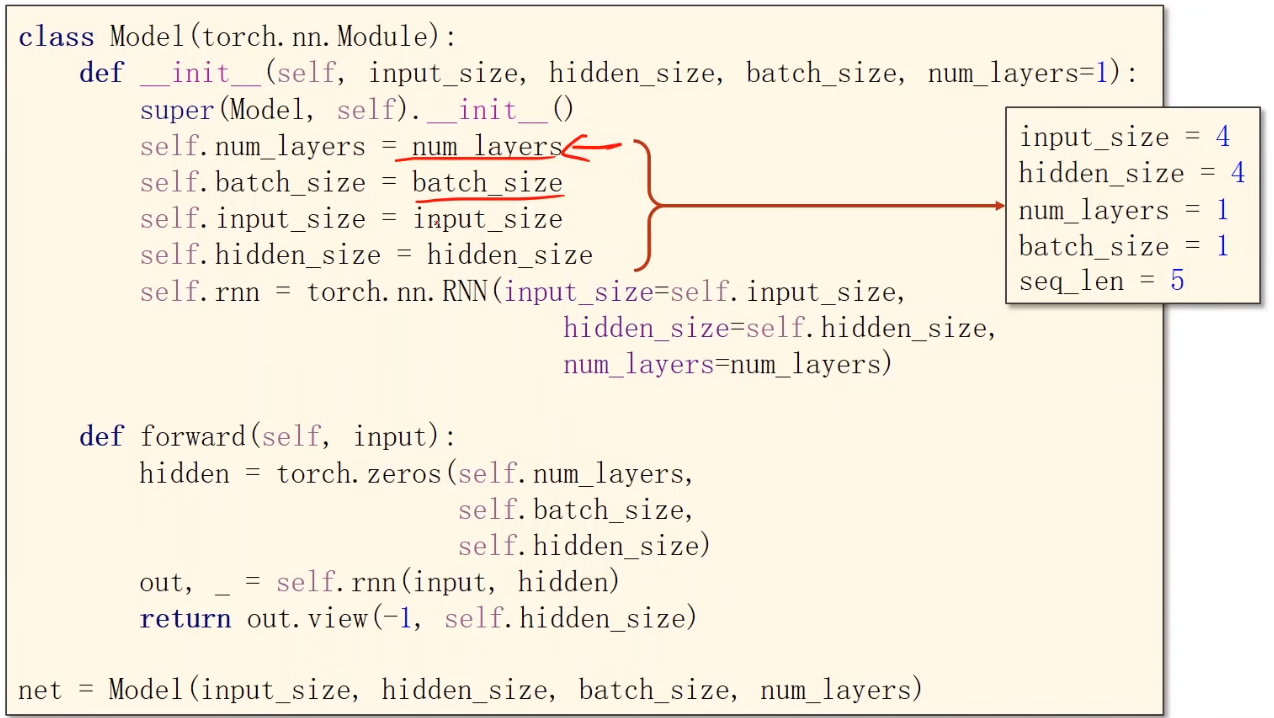 class Model(torch.nn.Module):
def __init__(self, input_size, hidden_size, batch_size, num_layers=1):
super(Model, self).__init__()
self.num_layers = num_layers
self.batch_size = batch_size
self.input_size = input_size
self.hidden_size = hidden_size
self.rnn = torch.nn.RNN(input_size=self.input_size,
hidden_size=self.hidden_size,
num_layers=num_layers)
def forward(self, input):
hidden = torch.zeros(self.num_layers,
self.batch_size,
self.hidden_size)
out, _ = self.rnn(input, hidden)
return out.view(-1, self.hidden_size)
net = Model(input_size, hidden_size, batch_size, num_layers)
input_size = 4
hidden_size = 4
num_layers = 1
batch_size = 1
seq_len = 5